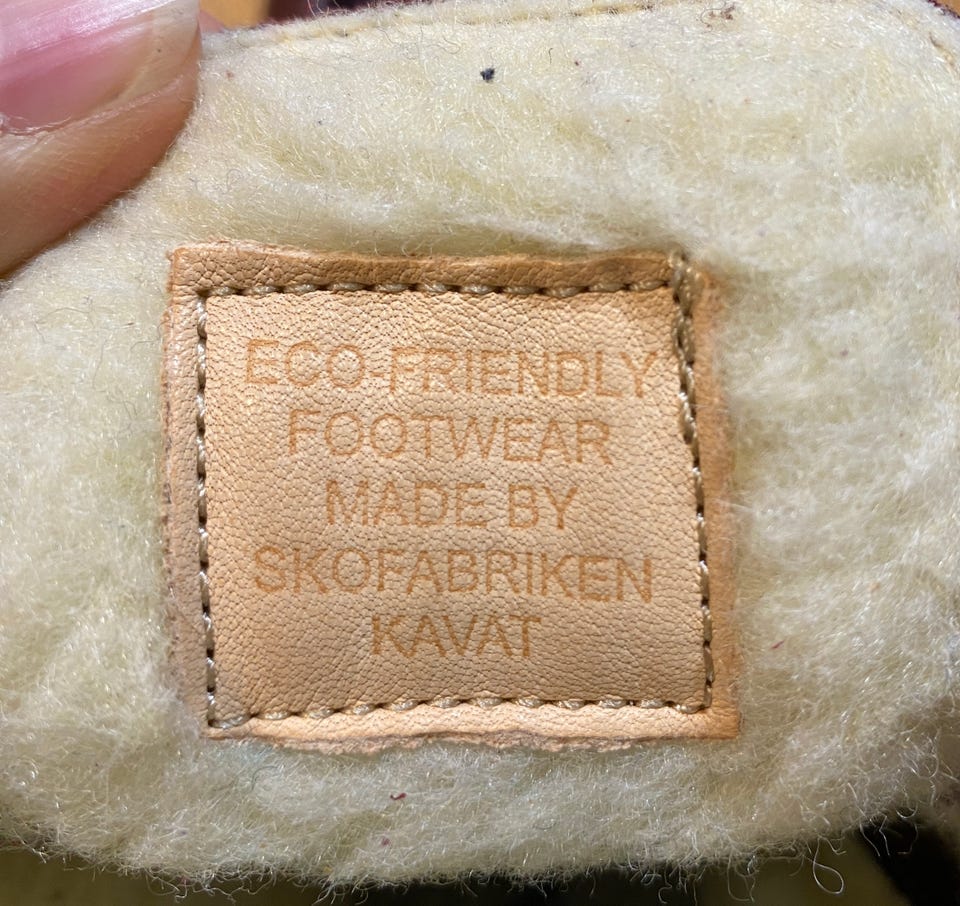 ECO FRIENDLY
FOOTWEAR
MADE BY
SKOFABRIKEN
KAVAT